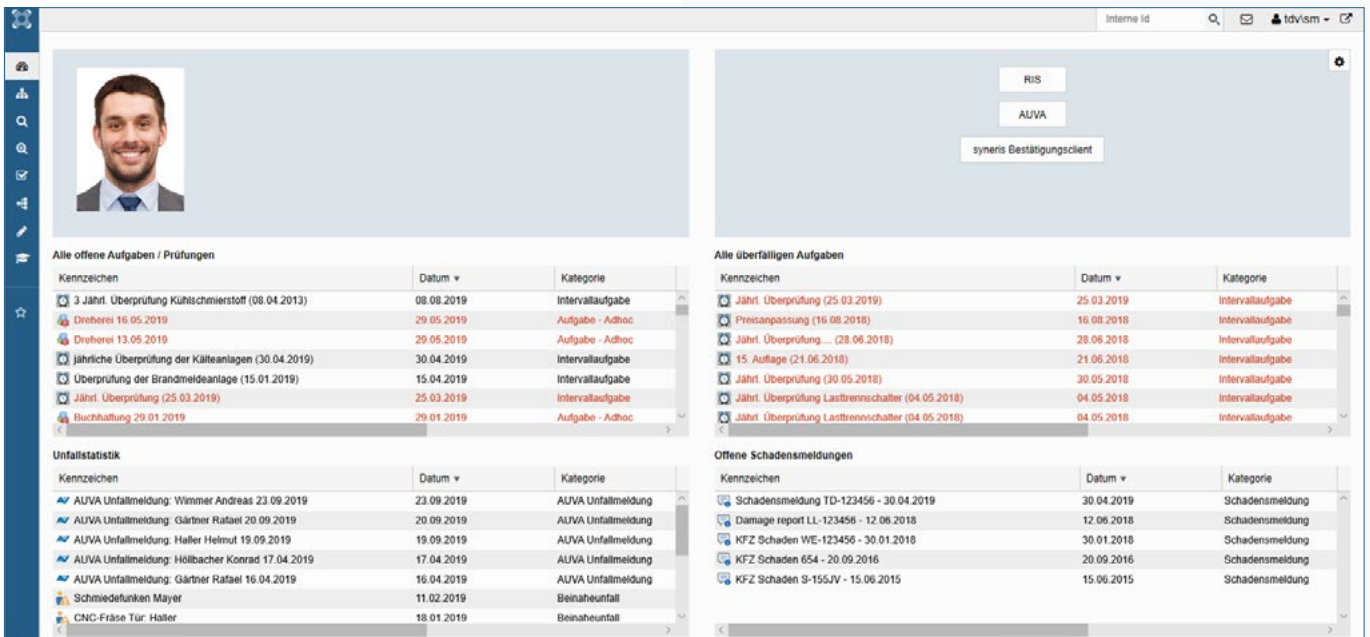 Interne Id
tdv\sm
RIS
AUVA
syneris Bestätigungsclient
Alle offene Aufgaben / Prüfungen
Kennzeichen Datum Kategorie
3 Jährl. Überprüfung Kühlschmierstoff (08.04.2013) 08.08.2019 Intervallaufgabe
Dreherei 16.05.2019 29.05.2019 Aufgabe - Adhoc
Dreherei 13.05.2019 29.05.2019 Aufgabe - Adhoc
jährliche Überprüfung der Kälteanlagen (30.04.2019) 30.04.2019 Intervallaufgabe
Überprüfung der Brandmeldeanlage (15.01.2019) 15.04.2019 Intervallaufgabe
Jährl. Überprüfung (25.03.2019) 25.03.2019 Intervallaufgabe
Buchhaltung 29.01.2019 29.01.2019 Aufgabe - Adhoc
Alle überfälligen Aufgaben
Kennzeichen Datum Kategorie
Jährl. Überprüfung (25.03.2019) 25.03.2019 Intervallaufgabe
Preisanpassung (16.08.2018) 16.08.2018 Intervallaufgabe
Jährl. Überprüfung.... (28.06.2018) 28.06.2018 Intervallaufgabe
15. Auflage (21.06.2018) 21.06.2018 Intervallaufgabe
Jährl. Überprüfung (30.05.2018) 30.05.2018 Intervallaufgabe
Jährl. Überprüfung Lasttrennschalter (04.05.2018) 04.05.2018 Intervallaufgabe
Jährl. Überprüfung Lasttrennschalter (04.05.2018) 04.05.2018 Intervallaufgabe
Unfallstatistik
Kennzeichen Datum Kategorie
AUVA Unfallmeldung: Wimmer Andreas 23.09.2019 23.09.2019 AUVA Unfallmeldung
AUVA Unfallmeldung: Gärtner Rafael 20.09.2019 20.09.2019 AUVA Unfallmeldung
AUVA Unfallmeldung: Haller Helmut 19.09.2019 19.09.2019 AUVA Unfallmeldung
AUVA Unfallmeldung: Höllbacher Konrad 17.04.2019 17.04.2019 AUVA Unfallmeldung
AUVA Unfallmeldung: Gärtner Rafael 16.04.2019 16.04.2019 AUVA Unfallmeldung
Schmiedefunken Mayer 11.02.2019 Beinaheunfall
CNC-Fräse Tür: Haller 18.01.2019 Beinaheunfall
Offene Schadensmeldungen
Kennzeichen Datum Kategorie
Schadensmeldung TD-123456 - 30.04.2019 30.04.2019 Schadensmeldung
Damage report LL-123456 - 12.06.2018 12.06.2018 Schadensmeldung
KFZ Schaden WE-123456 - 30.01.2018 30.01.2018 Schadensmeldung
KFZ Schaden 654 - 20.09.2016 20.09.2016 Schadensmeldung
KFZ Schaden S-155JV - 15.06.2015 15.06.2015 Schadensmeldung